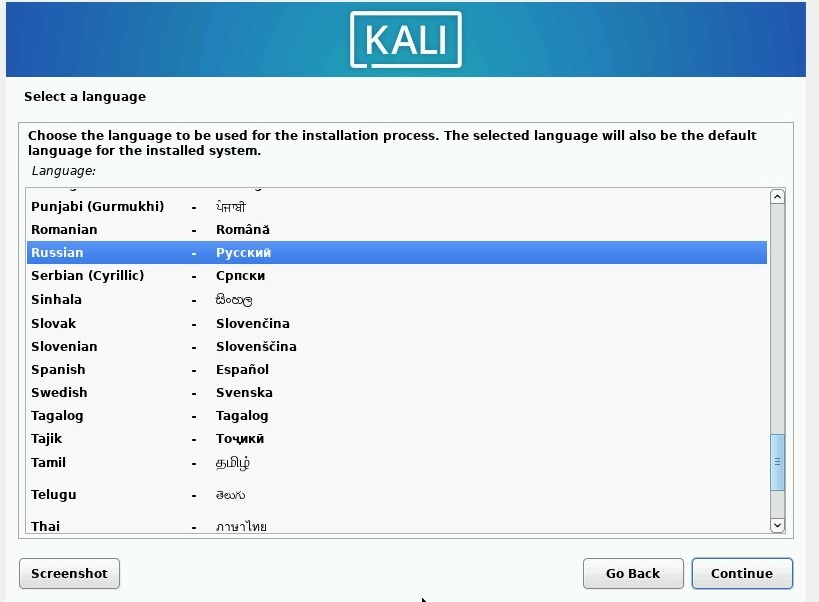 KALI
Select a language
Choose the language to be used for the installation process. The selected language will also be the default
language for the installed system.
Language:
Punjabi (Gurmukhi) - ਪੰਜਾਬੀ
Romanian - Română
Russian - Русский
Serbian (Cyrillic) - Српски
Sinhala - සිංහල
Slovak - Slovenčina
Slovenian - Slovenščina
Spanish - Español
Swedish - Svenska
Tagalog - Tagalog
Tajik - Тоҷикӣ
Tamil - தமிழ்
Telugu - తెలుగు
Thai - ภาษาไทย
Screenshot Go Back Continue